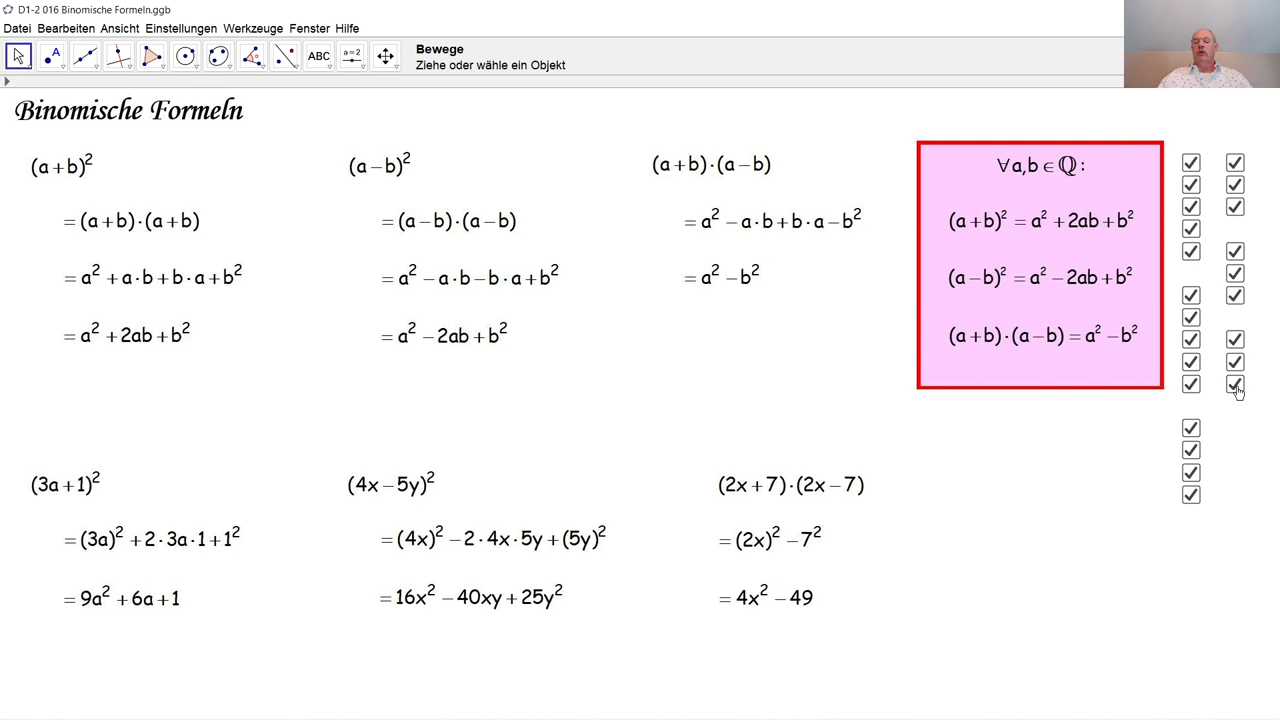 D1-2 016 Binomische Formeln.ggb
Datei Bearbeiten Ansicht Einstellungen Werkzeuge Fenster Hilfe
A ABC a=2 Bewege
Ziehe oder wähle ein Objekt
Binomische Formeln
(a+b)²
= (a+b)·(a+b)
= a² + a·b + b·a + b²
= a² + 2ab + b²
(a−b)²
= (a−b)·(a−b)
= a² − a·b − b·a + b²
= a² − 2ab + b²
(a+b)·(a−b)
= a² − a·b + b·a − b²
= a² − b²
∀ a,b ∈ ℚ :
(a+b)² = a² + 2ab + b²
(a−b)² = a² − 2ab + b²
(a+b)·(a−b) = a² − b²
(3a+1)²
= (3a)² + 2·3a·1 + 1²
= 9a² + 6a + 1
(4x−5y)²
= (4x)² − 2·4x·5y + (5y)²
= 16x² − 40xy + 25y²
(2x+7)·(2x−7)
= (2x)² − 7²
= 4x² − 49